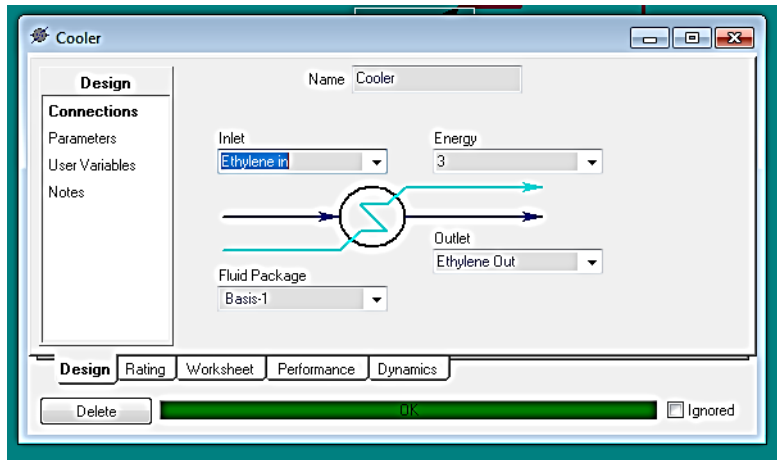 Cooler
Design
Connections
Parameters
User Variables
Notes
Name Cooler
Inlet
Ethylene in
Energy
3
Outlet
Ethylene Out
Fluid Package
Basis-1
Design Rating Worksheet Performance Dynamics
Delete OK Ignored